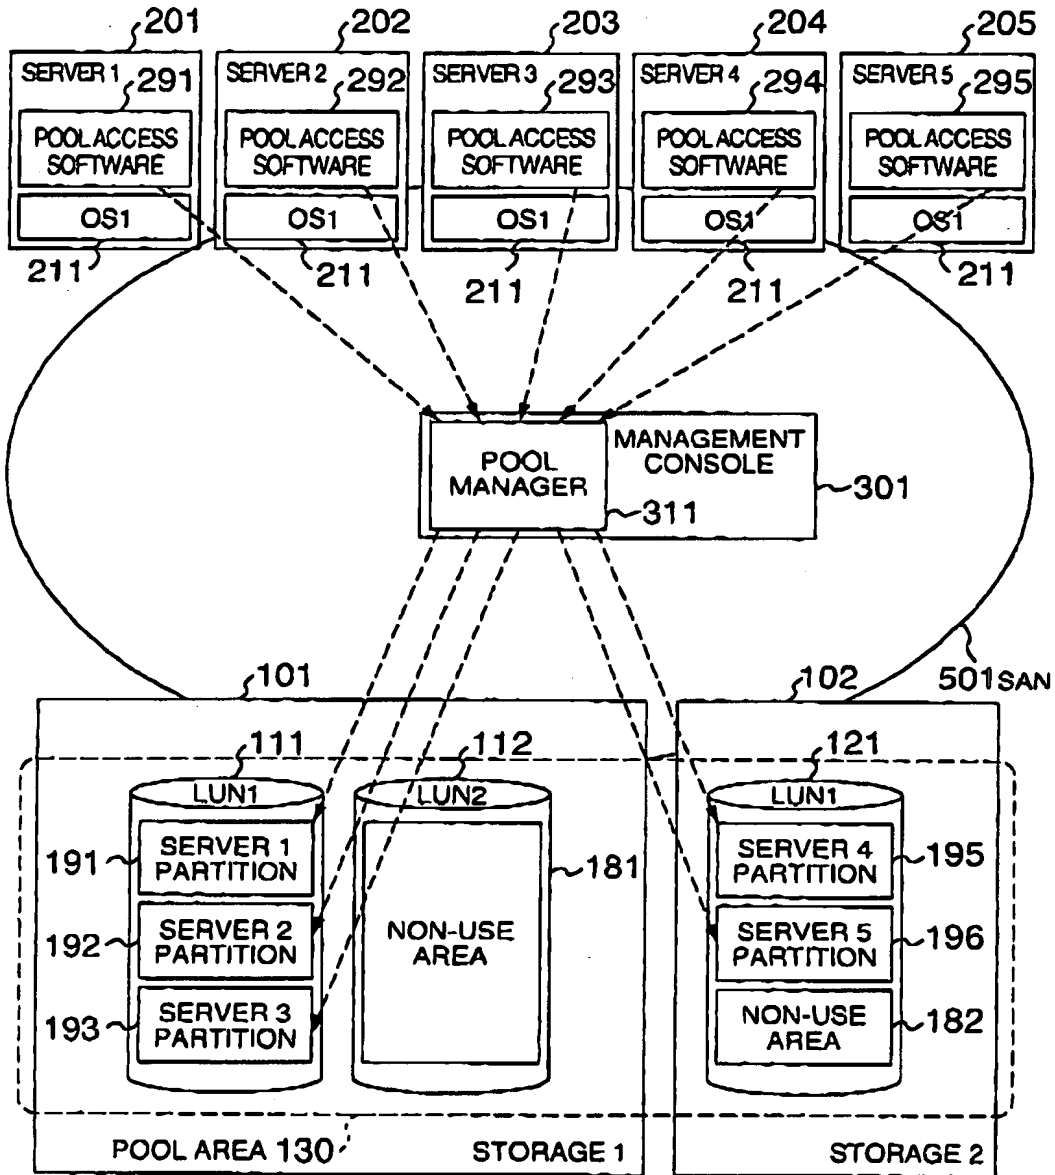 201
202
203
204
205
SERVER 1
SERVER 2
SERVER 3
SERVER 4
SERVER 5
291
292
293
294
295
POOL ACCESS
SOFTWARE
POOL ACCESS
SOFTWARE
POOL ACCESS
SOFTWARE
POOL ACCESS
SOFTWARE
POOL ACCESS
SOFTWARE
OS1
OS1
OS1
OS1
OS1
211
211
211
211
211
POOL
MANAGER
MANAGEMENT
CONSOLE
301
311
501 SAN
101
102
111
112
121
LUN1
LUN2
LUN1
191
SERVER 1
PARTITION
192
SERVER 2
PARTITION
193
SERVER 3
PARTITION
181
NON-USE
AREA
SERVER 4
PARTITION
195
SERVER 5
PARTITION
196
NON-USE
AREA
182
POOL AREA 130
STORAGE 1
STORAGE 2